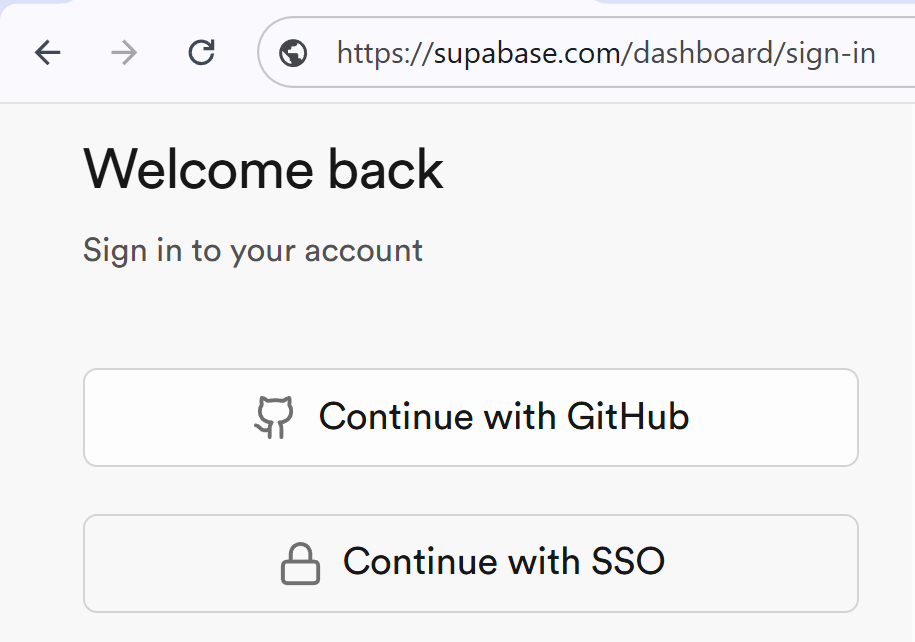 https://supabase.com/dashboard/sign-in
Welcome back
Sign in to your account
Continue with GitHub
Continue with SSO